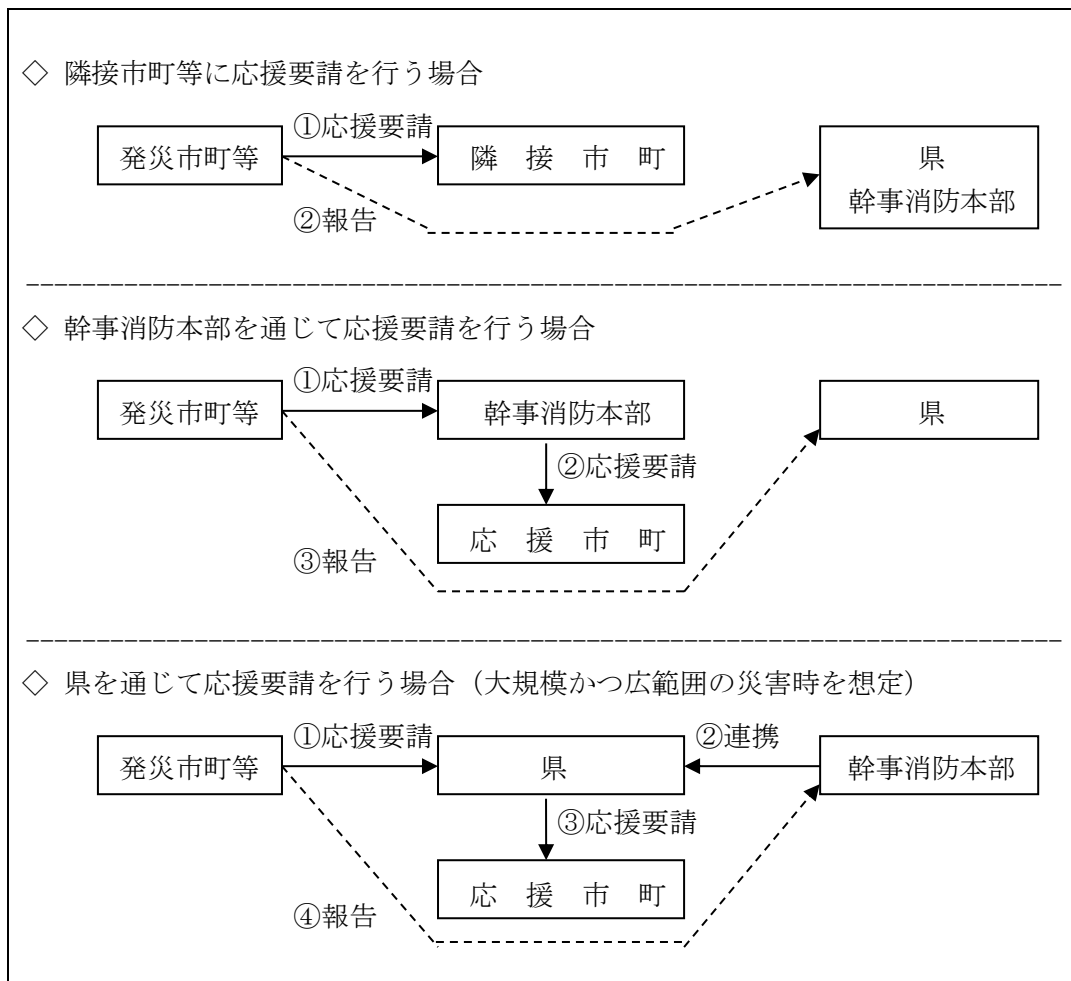 ◇ 隣接市町等に応援要請を行う場合
①応援要請
発災市町等
隣接市町
県
幹事消防本部
②報告
◇ 幹事消防本部を通じて応援要請を行う場合
①応援要請
発災市町等
幹事消防本部
県
②応援要請
応援市町
③報告
◇ 県を通じて応援要請を行う場合（大規模かつ広範囲の災害時を想定）
①応援要請
②連携
発災市町等
県
幹事消防本部
③応援要請
応援市町
④報告